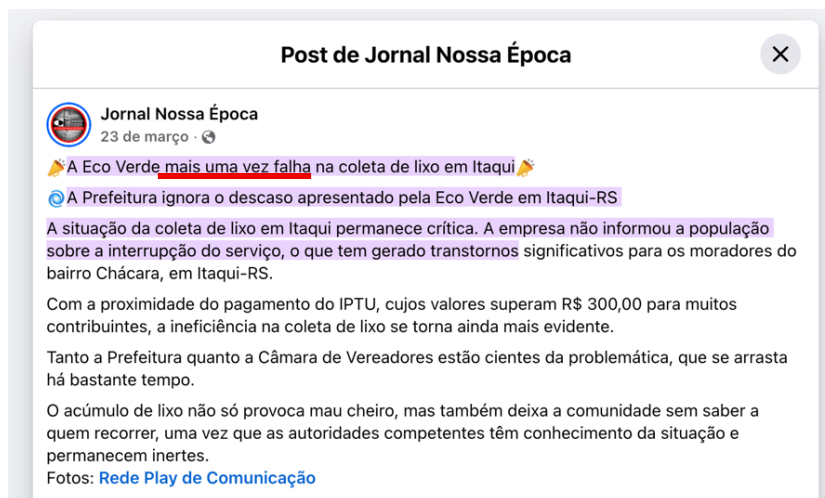 Post de Jornal Nossa Época
Jornal Nossa Época
23 de março ·
A Eco Verde mais uma vez falha na coleta de lixo em Itaqui
A Prefeitura ignora o descaso apresentado pela Eco Verde em Itaqui-RS
A situação da coleta de lixo em Itaqui permanece crítica. A empresa não informou a população
sobre a interrupção do serviço, o que tem gerado transtornos significativos para os moradores do
bairro Chácara, em Itaqui-RS.
Com a proximidade do pagamento do IPTU, cujos valores superam R$ 300,00 para muitos
contribuintes, a ineficiência na coleta de lixo se torna ainda mais evidente.
Tanto a Prefeitura quanto a Câmara de Vereadores estão cientes da problemática, que se arrasta
há bastante tempo.
O acúmulo de lixo não só provoca mau cheiro, mas também deixa a comunidade sem saber a
quem recorrer, uma vez que as autoridades competentes têm conhecimento da situação e
permanecem inertes.
Fotos: Rede Play de Comunicação